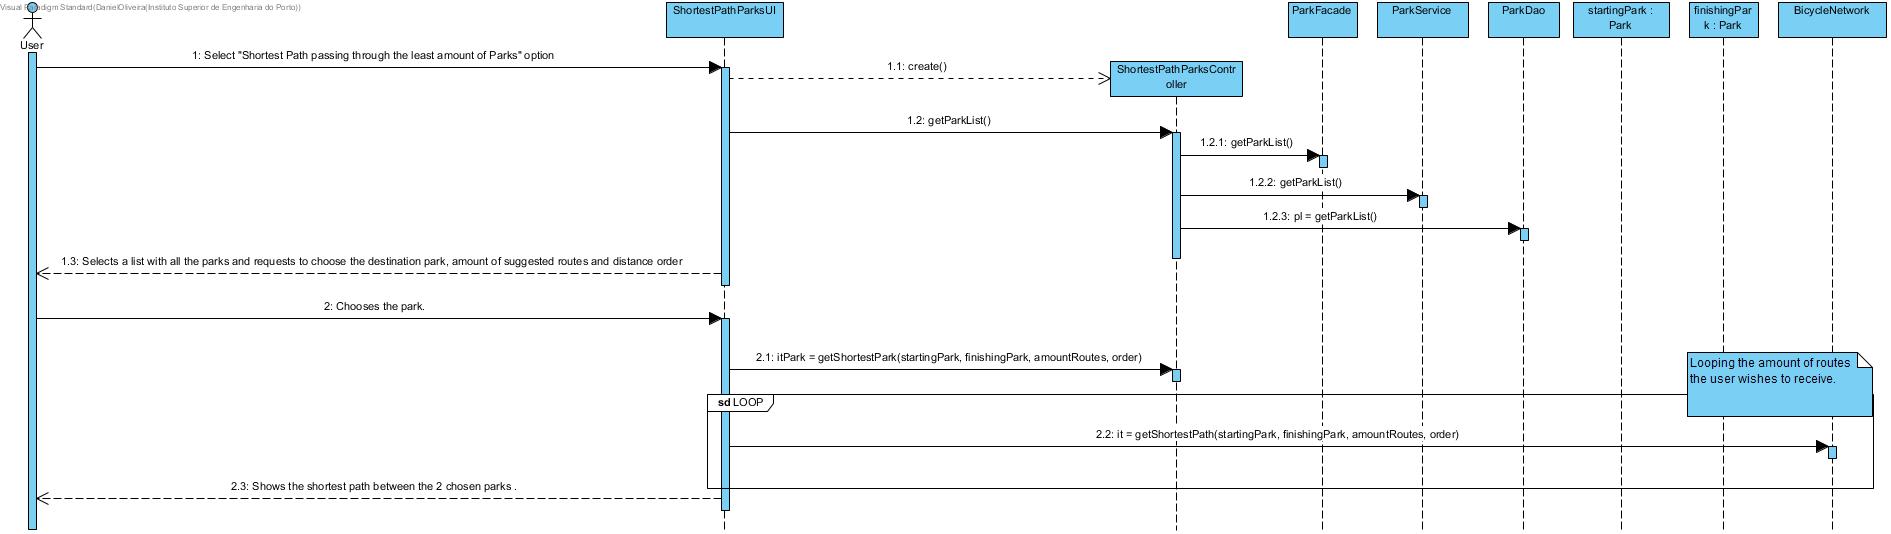 Visual Paradigm Standard(DanielOliveira(Instituto Superior de Engenharia do Porto))
User
ShortestPathParksUI
ParkFacade
ParkService
ParkDao
startingPark :
Park
finishingPar
k : Park
BicycleNetwork
1: Select "Shortest Path passing through the least amount of Parks" option
1.1: create()
ShortestPathParksContr
oller
1.2: getParkList()
1.2.1: getParkList()
1.2.2: getParkList()
1.2.3: pl = getParkList()
1.3: Selects a list with all the parks and requests to choose the destination park, amount of suggested routes and distance order
2: Chooses the park.
2.1: itPark = getShortestPark(startingPark, finishingPark, amountRoutes, order)
Looping the amount of routes
the user wishes to receive.
sd LOOP
2.2: it = getShortestPath(startingPark, finishingPark, amountRoutes, order)
2.3: Shows the shortest path between the 2 chosen parks .